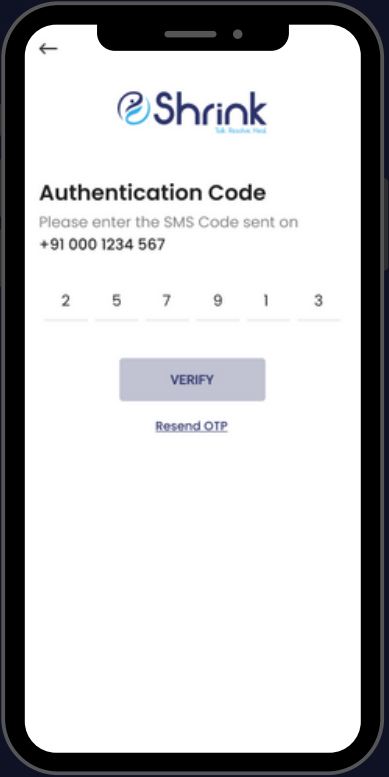 Shrink
Talk. Resolve. Heal.
Authentication Code
Please enter the SMS Code sent on
+91 000 1234 567
2 5 7 9 1 3
VERIFY
Resend OTP